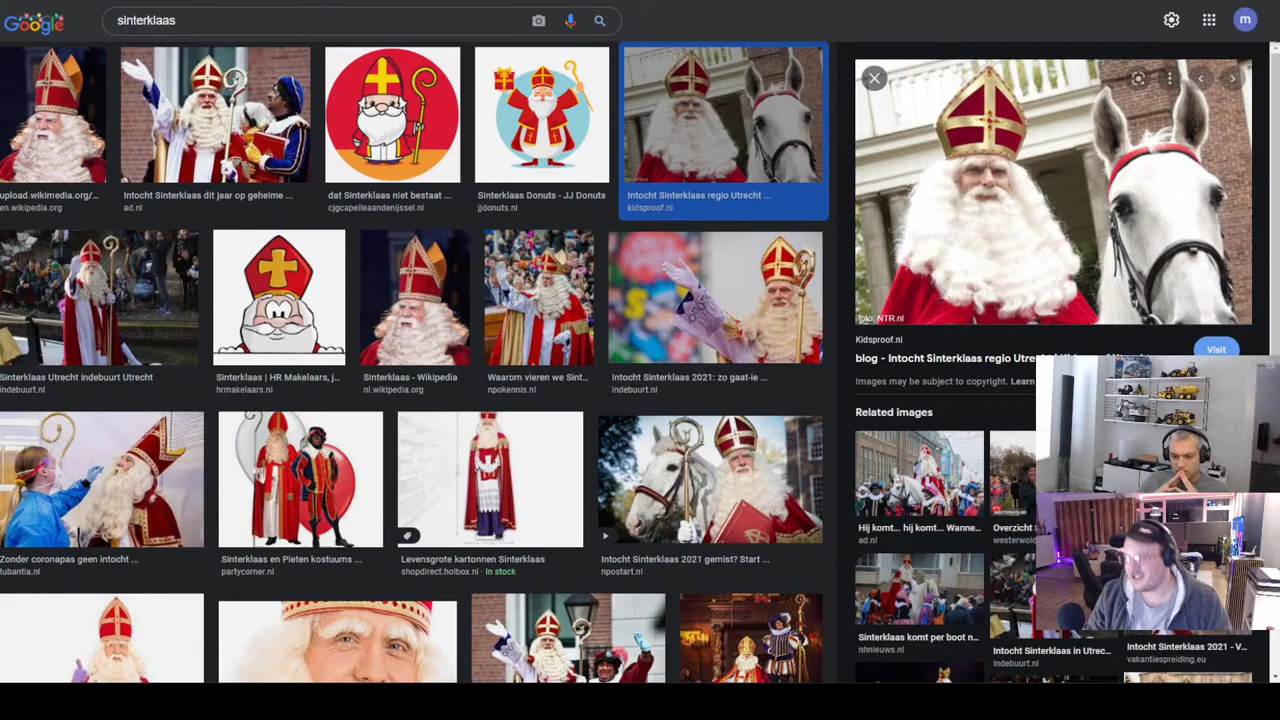 Google
sinterklaas
m
upload.wikimedia.org/...
en.wikipedia.org
Intocht Sinterklaas dit jaar op geheime ...
ad.nl
dat Sinterklaas niet bestaat ...
cjgcapelleaandenijssel.nl
Sinterklaas Donuts - JJ Donuts
jjdonuts.nl
Intocht Sinterklaas regio Utrecht ...
kidsproof.nl
foto: NTR.nl
Kidsproof.nl
Visit
blog - Intocht Sinterklaas regio
Images may be subject to copyright. Learn
Related images
Sinterklaas Utrecht indebuurt Utrecht
indebuurt.nl
Sinterklaas | HR Makelaars, j...
hrmakelaars.nl
Sinterklaas - Wikipedia
nl.wikipedia.org
Waarom vieren we Sint...
npokennis.nl
Intocht Sinterklaas 2021: zo gaat-ie ...
indebuurt.nl
Hij komt... hij komt... Wanne...
ad.nl
Overzicht
Zonder coronapas geen intocht ...
tubantia.nl
Sinterklaas en Pieten kostuums ...
partycorner.nl
Levensgrote kartonnen Sinterklaas
shopdirect.holbox.nl · In stock
Intocht Sinterklaas 2021 gemist? Start ...
npostart.nl
Sinterklaas komt per boot n...
nhnieuws.nl
Intocht Sinterklaas in Utrec...
indebuurt.nl
Intocht Sinterklaas 2021 - V...
vakantiespreiding.eu